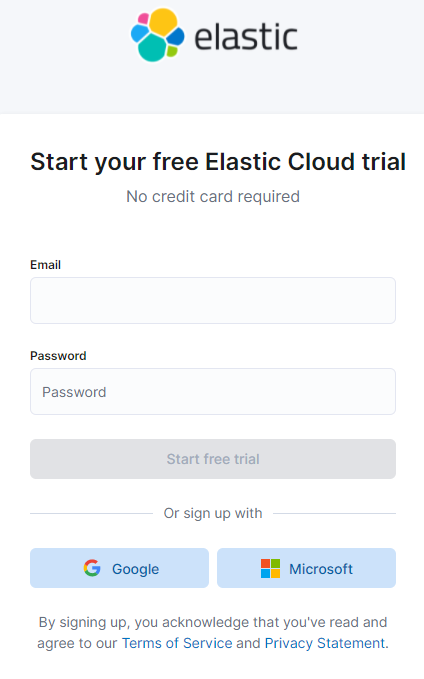 elastic
Start your free Elastic Cloud trial
No credit card required
Email
Password
Password
Start free trial
Or sign up with
Google
Microsoft
By signing up, you acknowledge that you've read and
agree to our Terms of Service and Privacy Statement.